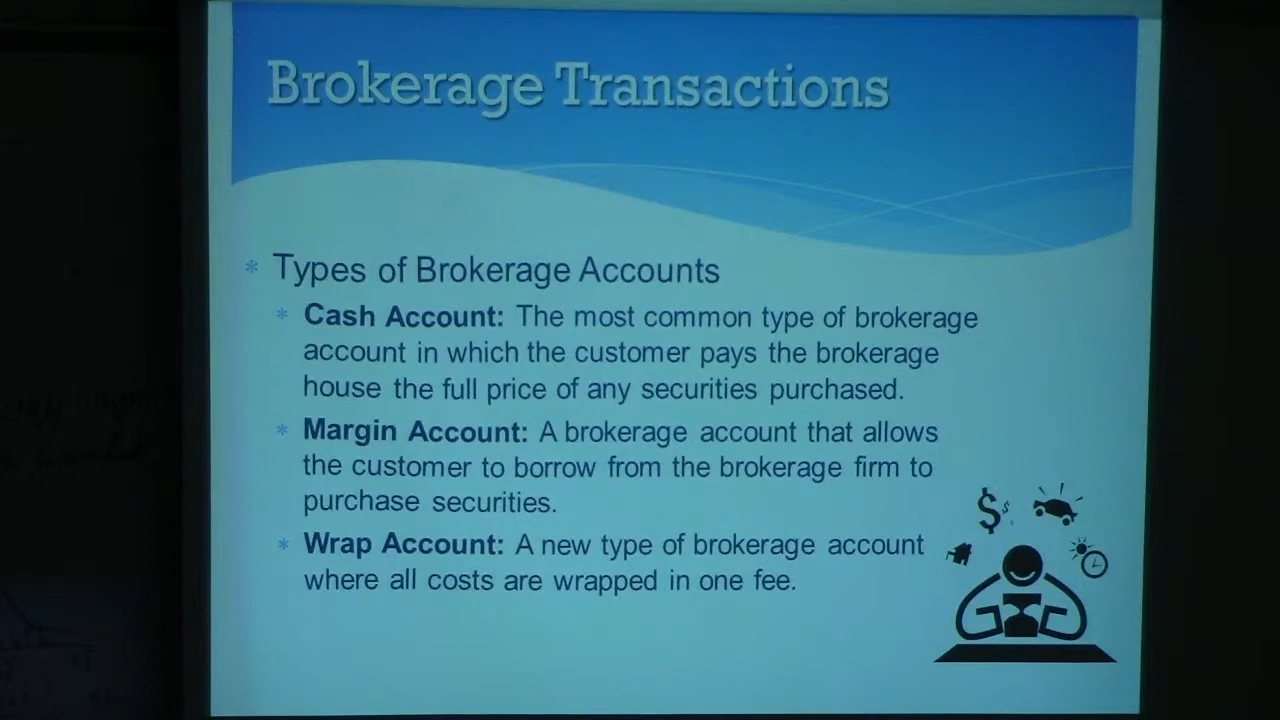 Brokerage Transactions
* Types of Brokerage Accounts
* Cash Account: The most common type of brokerage
account in which the customer pays the brokerage
house the full price of any securities purchased.
* Margin Account: A brokerage account that allows
the customer to borrow from the brokerage firm to
purchase securities.
* Wrap Account: A new type of brokerage account
where all costs are wrapped in one fee.
$
$